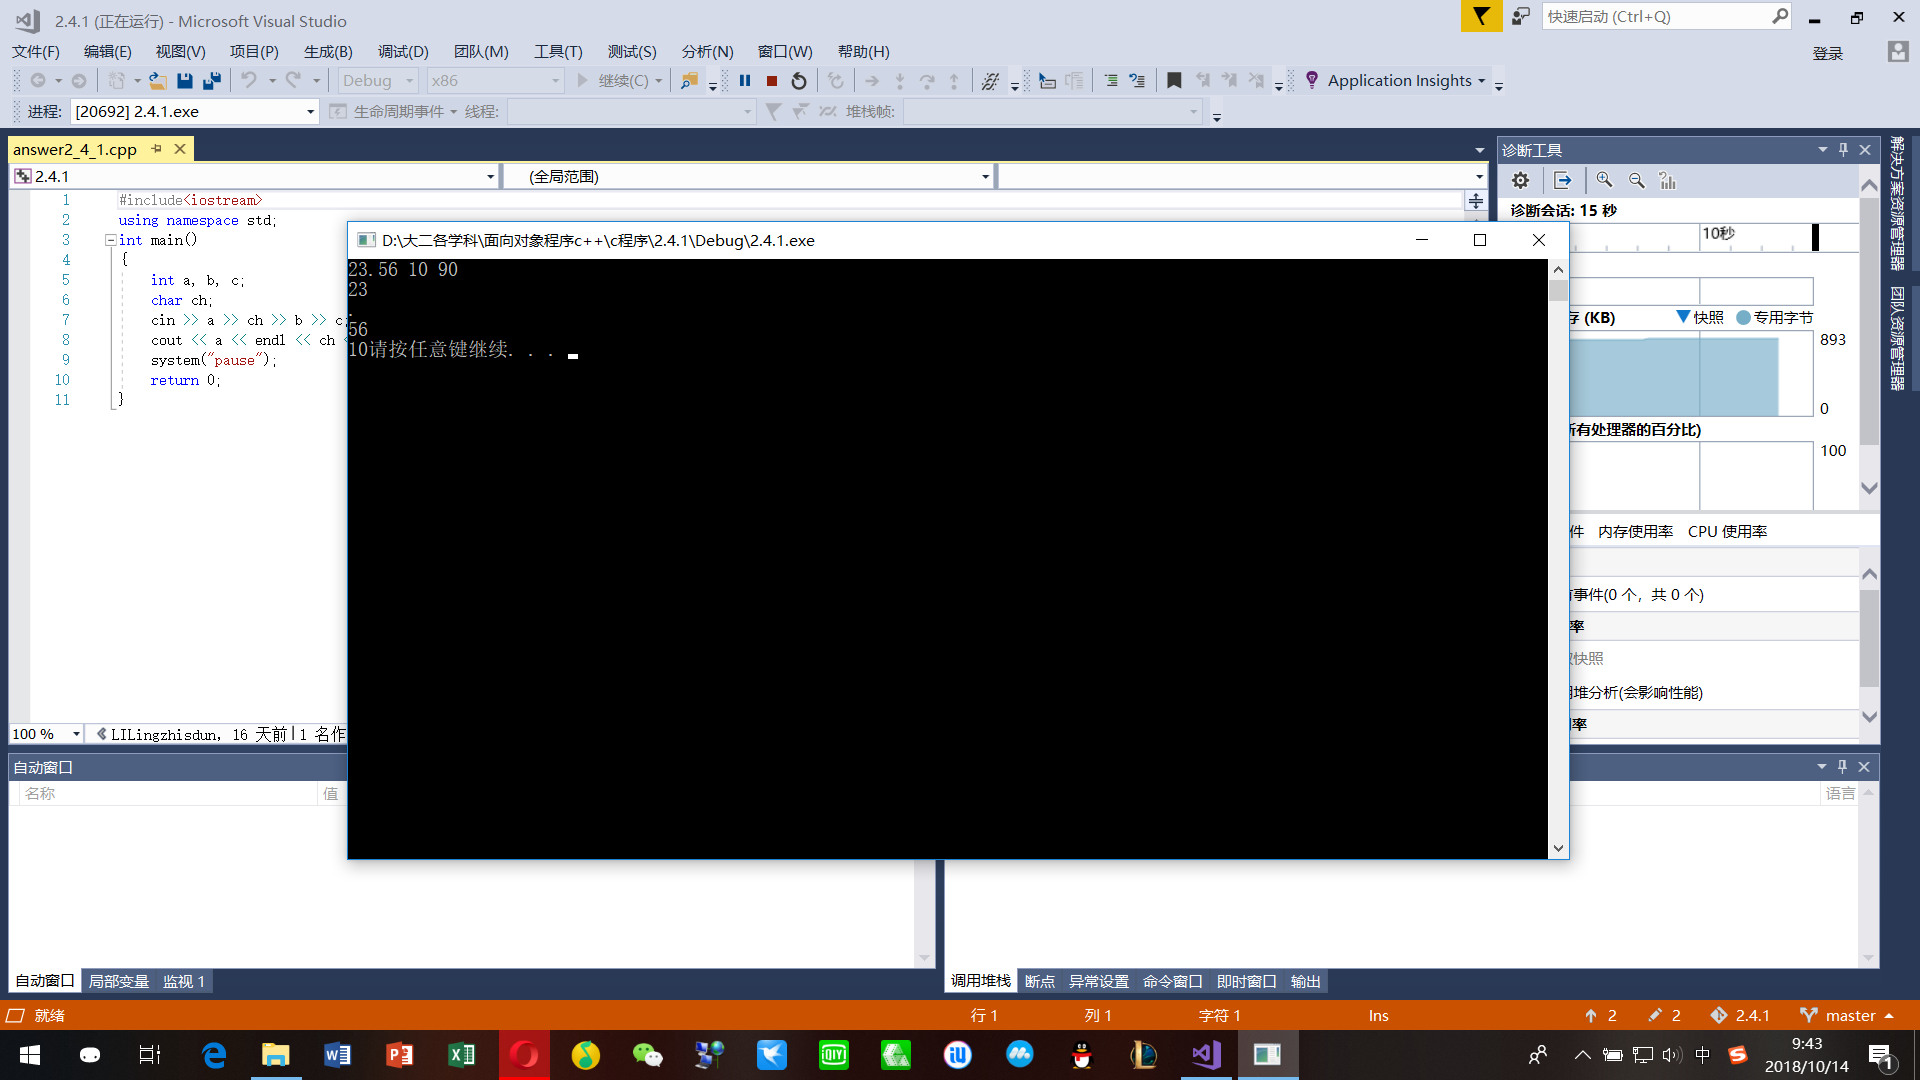 2.4.1 (正在运行) - Microsoft Visual Studio
快速启动 (Ctrl+Q)
文件(F) 编辑(E) 视图(V) 项目(P) 生成(B) 调试(D) 团队(M) 工具(T) 测试(S) 分析(N) 窗口(W) 帮助(H)
登录
Debug x86 继续(C) Application Insights
进程: [20692] 2.4.1.exe 生命周期事件 线程: 堆栈帧:
answer2_4_1.cpp
2.4.1 (全局范围)
1 #include<iostream>
2 using namespace std;
3 int main()
4 {
5 int a, b, c;
6 char ch;
7 cin >> a >> ch >> b >> c;
8 cout << a << endl << ch
9 system("pause");
10 return 0;
11 }
100 %
LILingzhisdun, 16 天前|1 名作
D:\大二各学科\面向对象程序c++\c程序\2.4.1\Debug\2.4.1.exe
23.56 10 90
23
.
56
10请按任意键继续. . .
诊断工具
诊断会话: 15 秒
10秒
存 (KB) 快照 专用字节
893
0
所有处理器的百分比)
100
件 内存使用率 CPU 使用率
有事件(0 个，共 0 个)
率
取快照
用堆分析(会影响性能)
率
解决方案资源管理器
团队资源管理器
自动窗口
名称 值
语言
自动窗口 局部变量 监视 1
调用堆栈 断点 异常设置 命令窗口 即时窗口 输出
就绪 行 1 列 1 字符 1 Ins 2 2 2.4.1 master
QIYI
中
9:43
2018/10/14
1